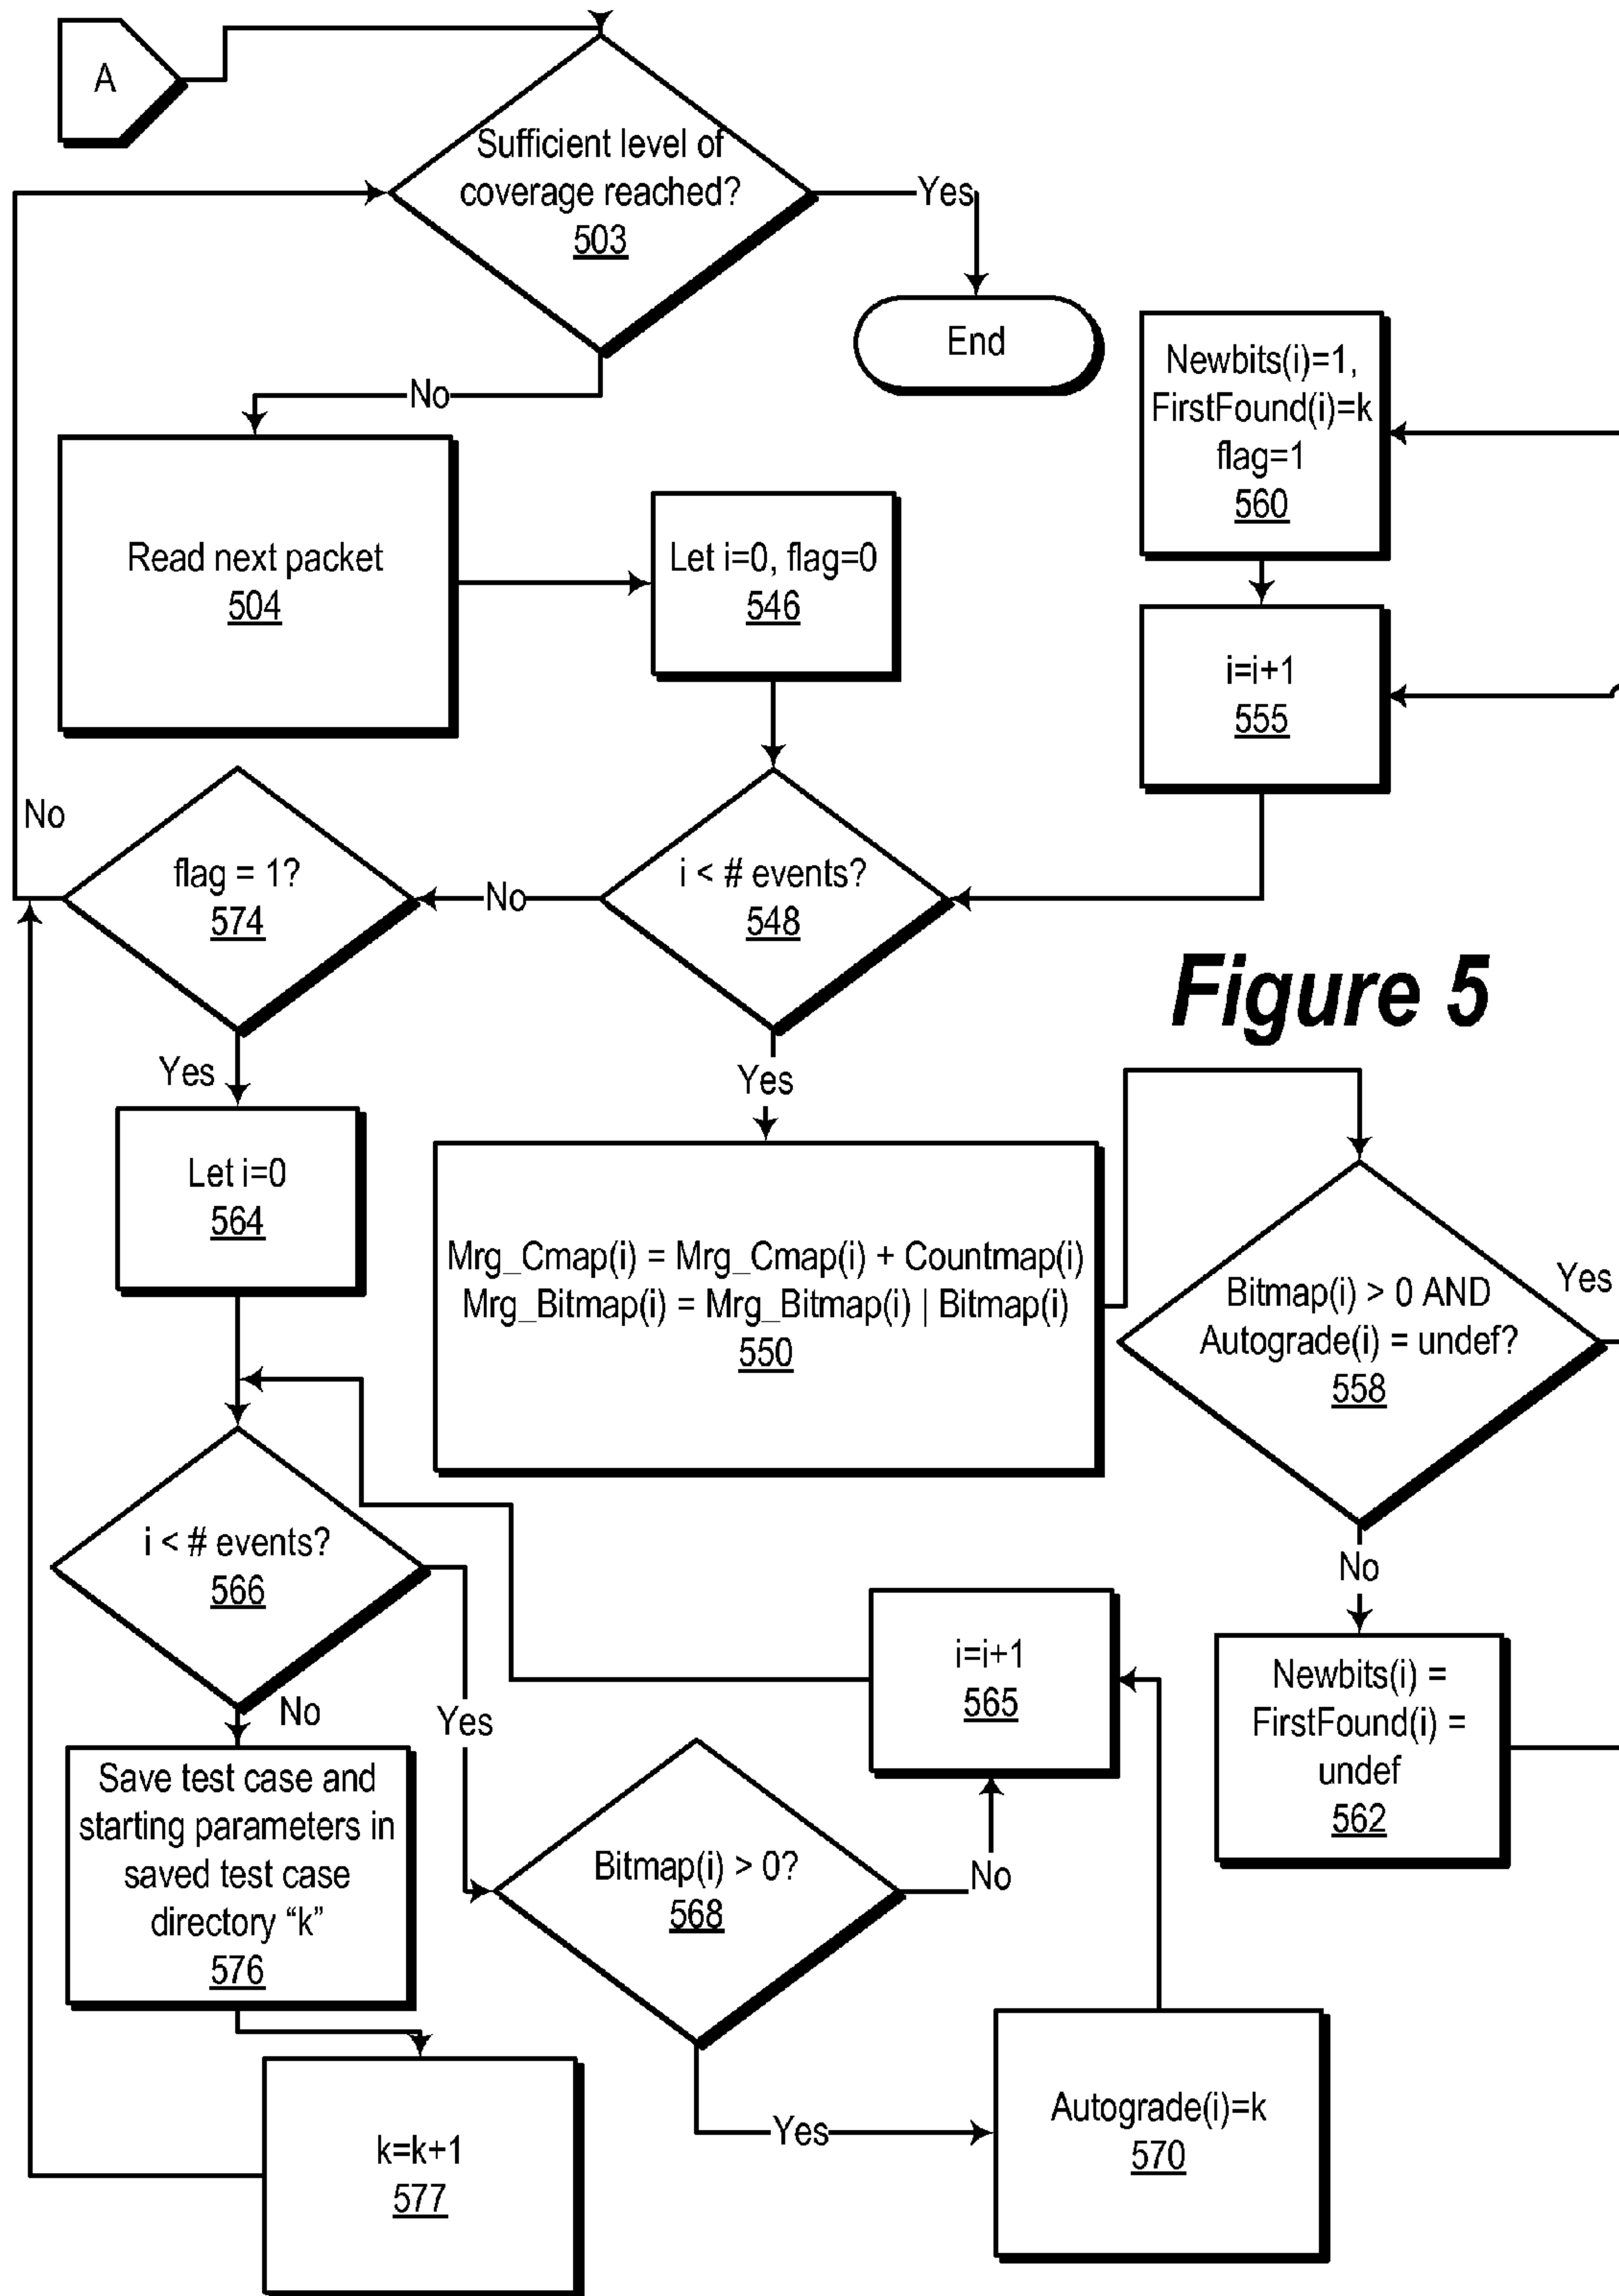 A
Sufficient level of
coverage reached?
503
Yes
End
No
Newbits(i)=1,
FirstFound(i)=k
flag=1
560
Read next packet
504
Let i=0, flag=0
546
i=i+1
555
No
flag = 1?
574
No
i < # events?
548
Figure 5
Yes
Yes
Let i=0
564
Mrg_Cmap(i) = Mrg_Cmap(i) + Countmap(i)
Mrg_Bitmap(i) = Mrg_Bitmap(i) | Bitmap(i)
550
Bitmap(i) > 0 AND
Autograde(i) = undef?
558
Yes
i < # events?
566
No
No
Yes
i=i+1
565
Newbits(i) =
FirstFound(i) =
undef
562
Save test case and
starting parameters in
saved test case
directory “k”
576
Bitmap(i) > 0?
568
No
Yes
Autograde(i)=k
570
k=k+1
577